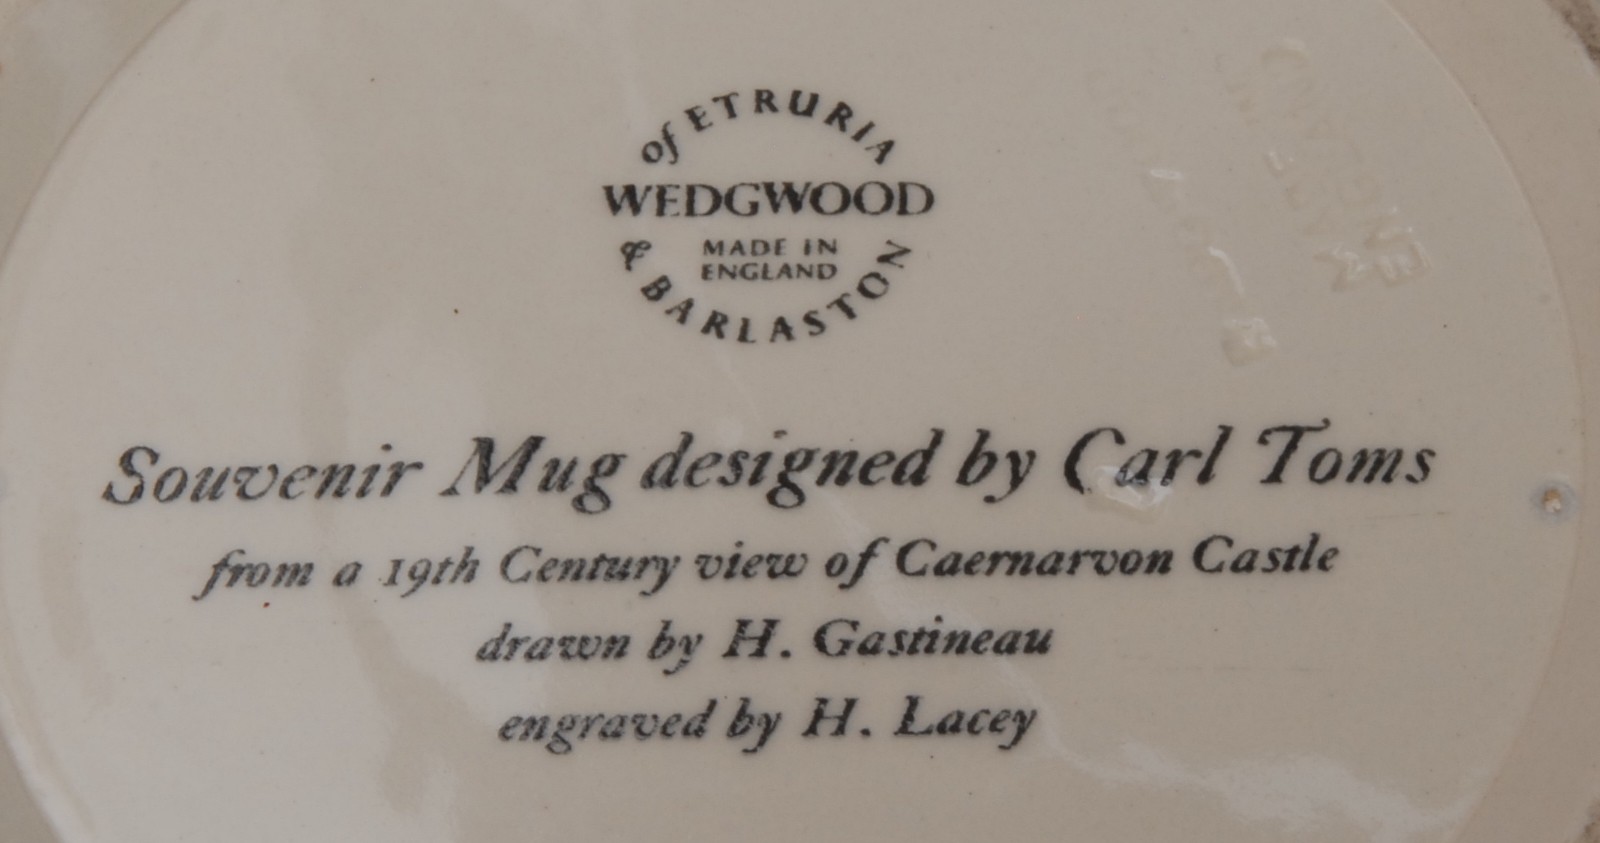 of ETRURIA
WEDGWOOD
MADE IN
ENGLAND
& BARLASTON
Souvenir Mug designed by Carl Toms
from a 19th Century view of Caernarvon Castle
drawn by H. Gastineau
engraved by H. Lacey